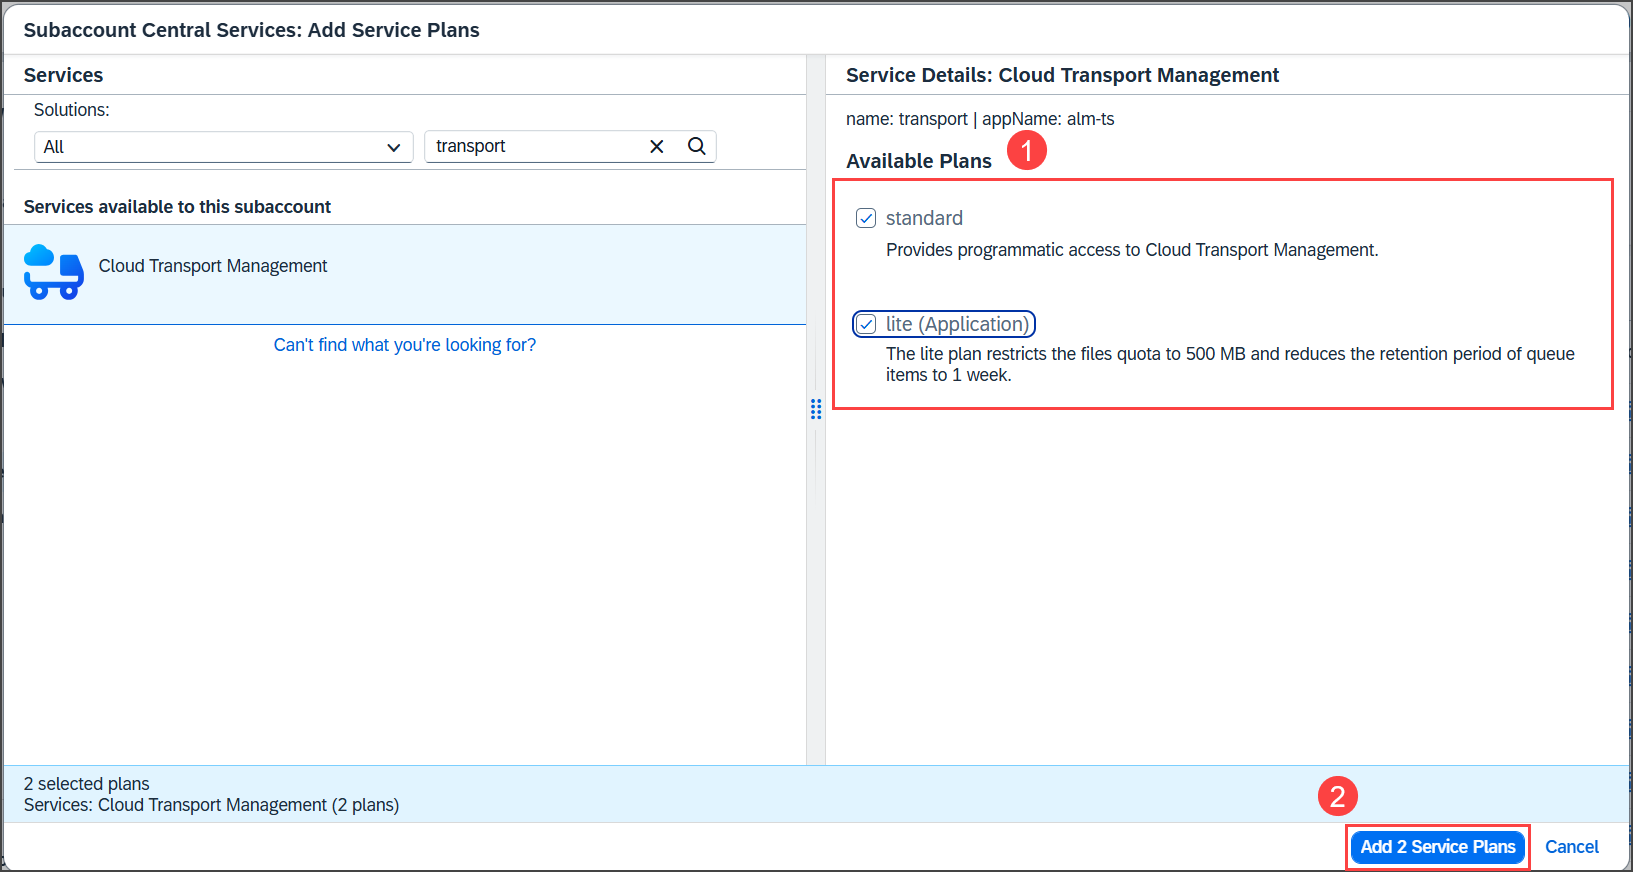 Subaccount Central Services: Add Service Plans
Services
Solutions:
All
transport
Services available to this subaccount
Cloud Transport Management
Can't find what you're looking for?
Service Details: Cloud Transport Management
name: transport | appName: alm-ts
Available Plans
1
standard
Provides programmatic access to Cloud Transport Management.
lite (Application)
The lite plan restricts the files quota to 500 MB and reduces the retention period of queue
items to 1 week.
2 selected plans
Services: Cloud Transport Management (2 plans)
2
Add 2 Service Plans
Cancel